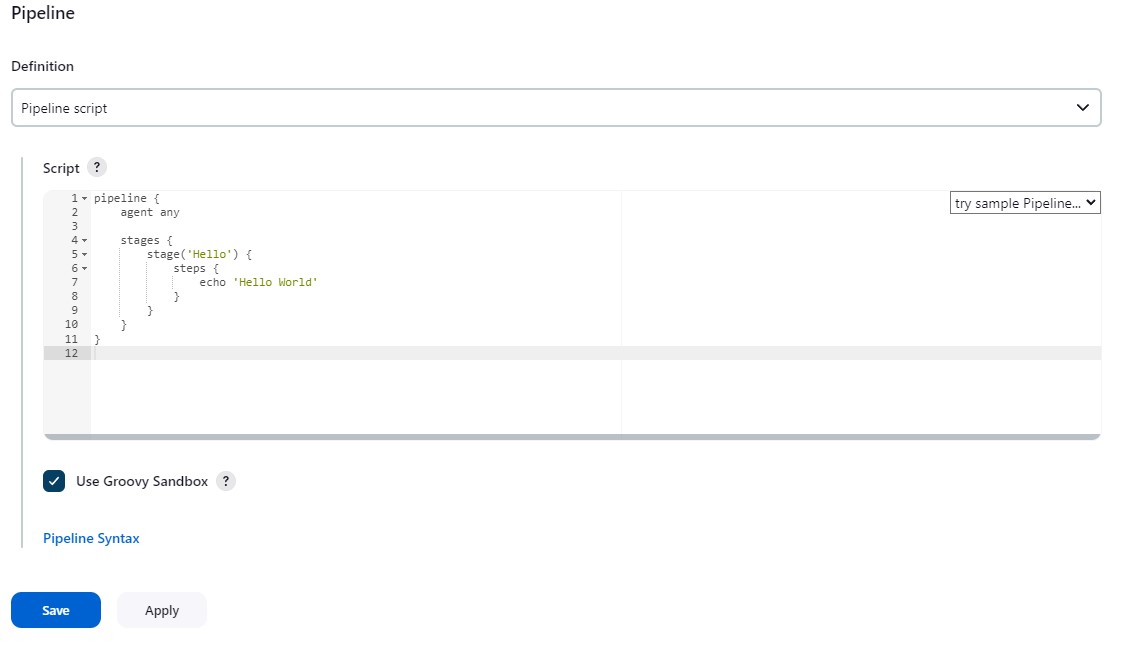 Pipeline
Definition
Pipeline script
Script ?
try sample Pipeline...
1 pipeline {
2     agent any
3
4     stages {
5         stage('Hello') {
6             steps {
7                 echo 'Hello World'
8             }
9         }
10     }
11 }
12
Use Groovy Sandbox ?
Pipeline Syntax
Save Apply